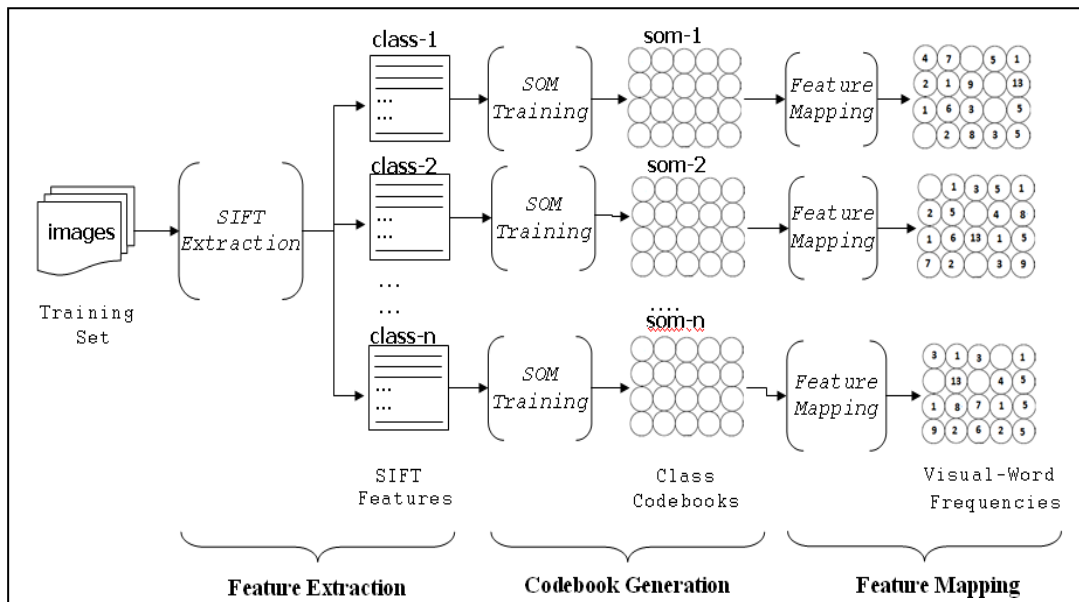 class-1
SOM
Training
som-1
Feature
Mapping
4 7 5 1
2 1 9 13
1 6 3 5
2 8 3 5
class-2
SOM
Training
som-2
Feature
Mapping
1 3 5 1
2 5 4 8
1 6 13 1 5
7 2 3 9
images
Training
Set
SIFT
Extraction
...
...
class-n
SOM
Training
....
som-n
Feature
Mapping
3 1 3 1
13 4 5
1 8 7 1 5
9 2 6 2 5
...
...
...
...
...
...
SIFT
Features
Class
Codebooks
Visual-Word
Frequencies
Feature Extraction
Codebook Generation
Feature Mapping